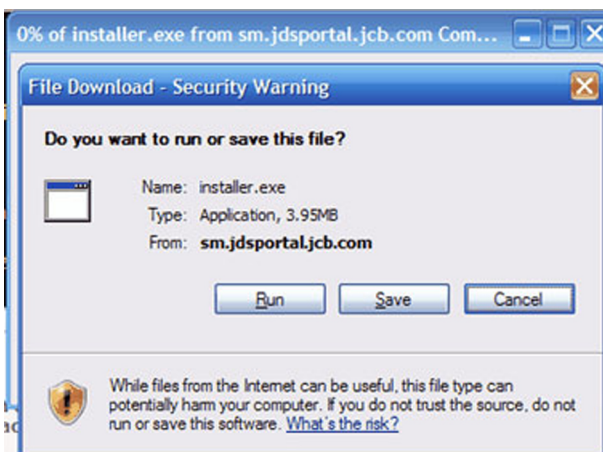 0% of installer.exe from sm.jdsportal.jcb.com Com...
File Download - Security Warning
Do you want to run or save this file?
Name: installer.exe
Type: Application, 3.95MB
From: sm.jdsportal.jcb.com
Run Save Cancel
While files from the Internet can be useful, this file type can
potentially harm your computer. If you do not trust the source, do not
run or save this software. What's the risk?